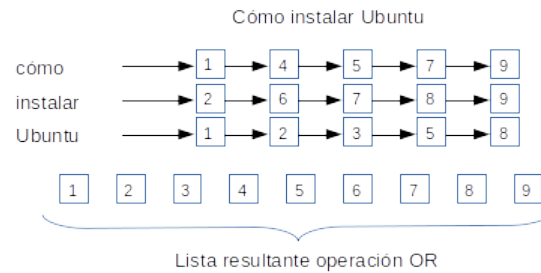 Cómo instalar Ubuntu
cómo 1 4 5 7 9
instalar 2 6 7 8 9
Ubuntu 1 2 3 5 8
1 2 3 4 5 6 7 8 9
Lista resultante operación OR